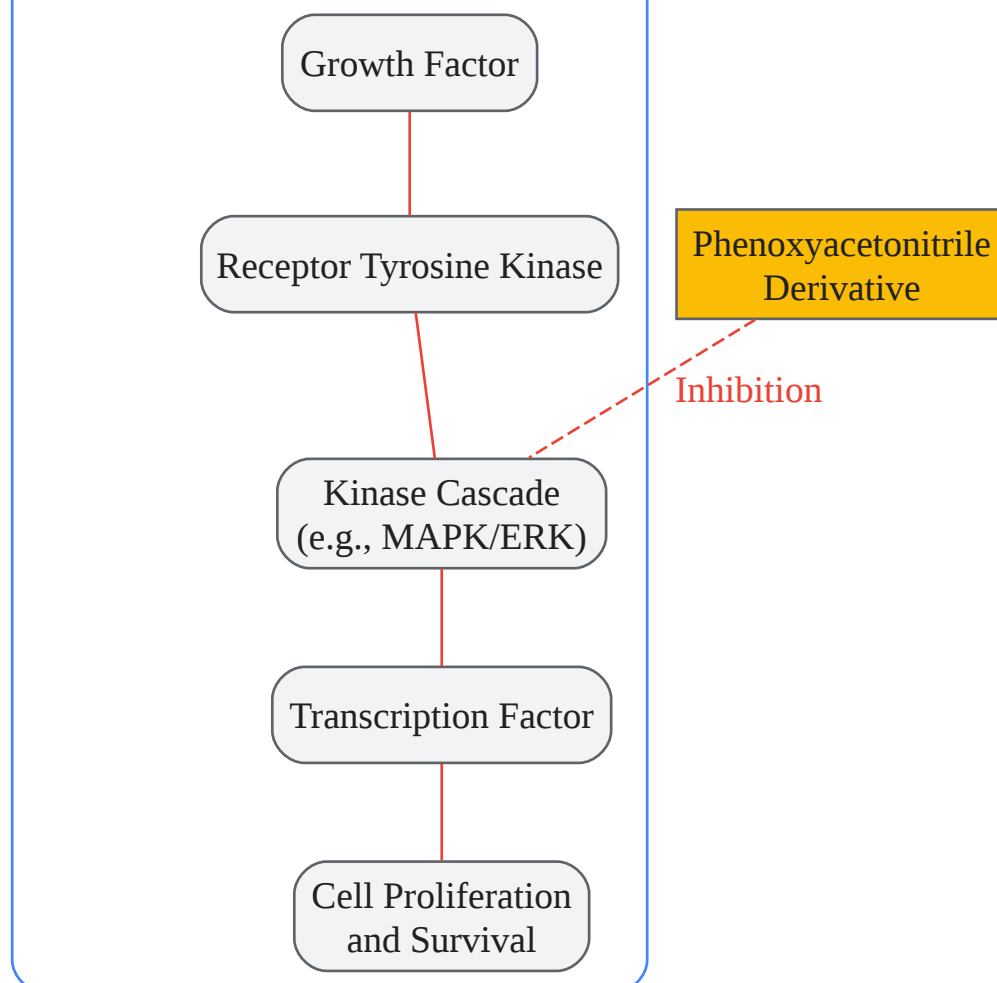 Growth Factor
Receptor Tyrosine Kinase
Phenoxyacetonitrile
Derivative
Inhibition
Kinase Cascade
(e.g., MAPK/ERK)
Transcription Factor
Cell Proliferation
and Survival